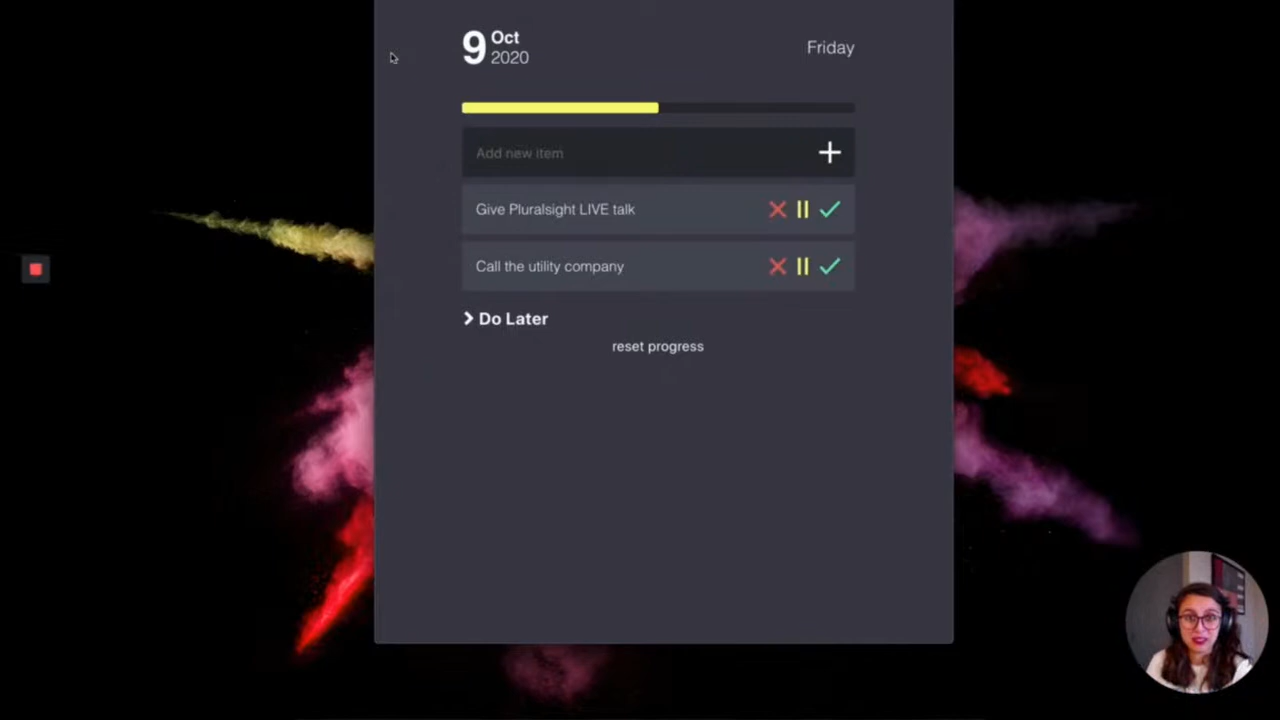 9 Oct
2020
Friday
Add new item
Give Pluralsight LIVE talk
Call the utility company
Do Later
reset progress